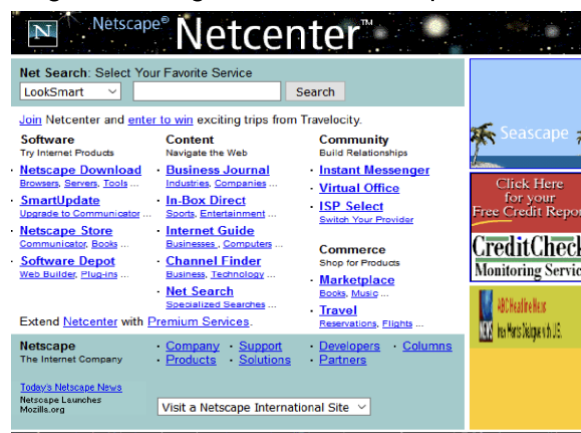 N Netscape® Netcenter™
Net Search: Select Your Favorite Service
LookSmart Search
Join Netcenter and enter to win exciting trips from Travelocity.
Software
Try Internet Products
· Netscape Download
Browsers, Servers, Tools ...
· SmartUpdate
Upgrade to Communicator ...
· Netscape Store
Communicator, Books ...
· Software Depot
Web Builder, Plug-ins ...
Content
Navigate the Web
· Business Journal
Industries, Companies ...
· In-Box Direct
Sports, Entertainment ...
· Internet Guide
Businesses, Computers ...
· Channel Finder
Business, Technology ...
· Net Search
Specialized Searches ...
Community
Build Relationships
· Instant Messenger
· Virtual Office
· ISP Select
Switch Your Provider
Commerce
Shop for Products
· Marketplace
Books, Music ...
· Travel
Reservations, Flights ...
Extend Netcenter with Premium Services.
Netscape
The Internet Company
· Company · Support · Developers · Columns
· Products · Solutions · Partners
Today's Netscape News
Netscape Launches
Mozilla.org
Visit a Netscape International Site
Seascape
Click Here
for your
Free Credit Repor
CreditCheck
Monitoring Servic
ABC Headline News
NEWS